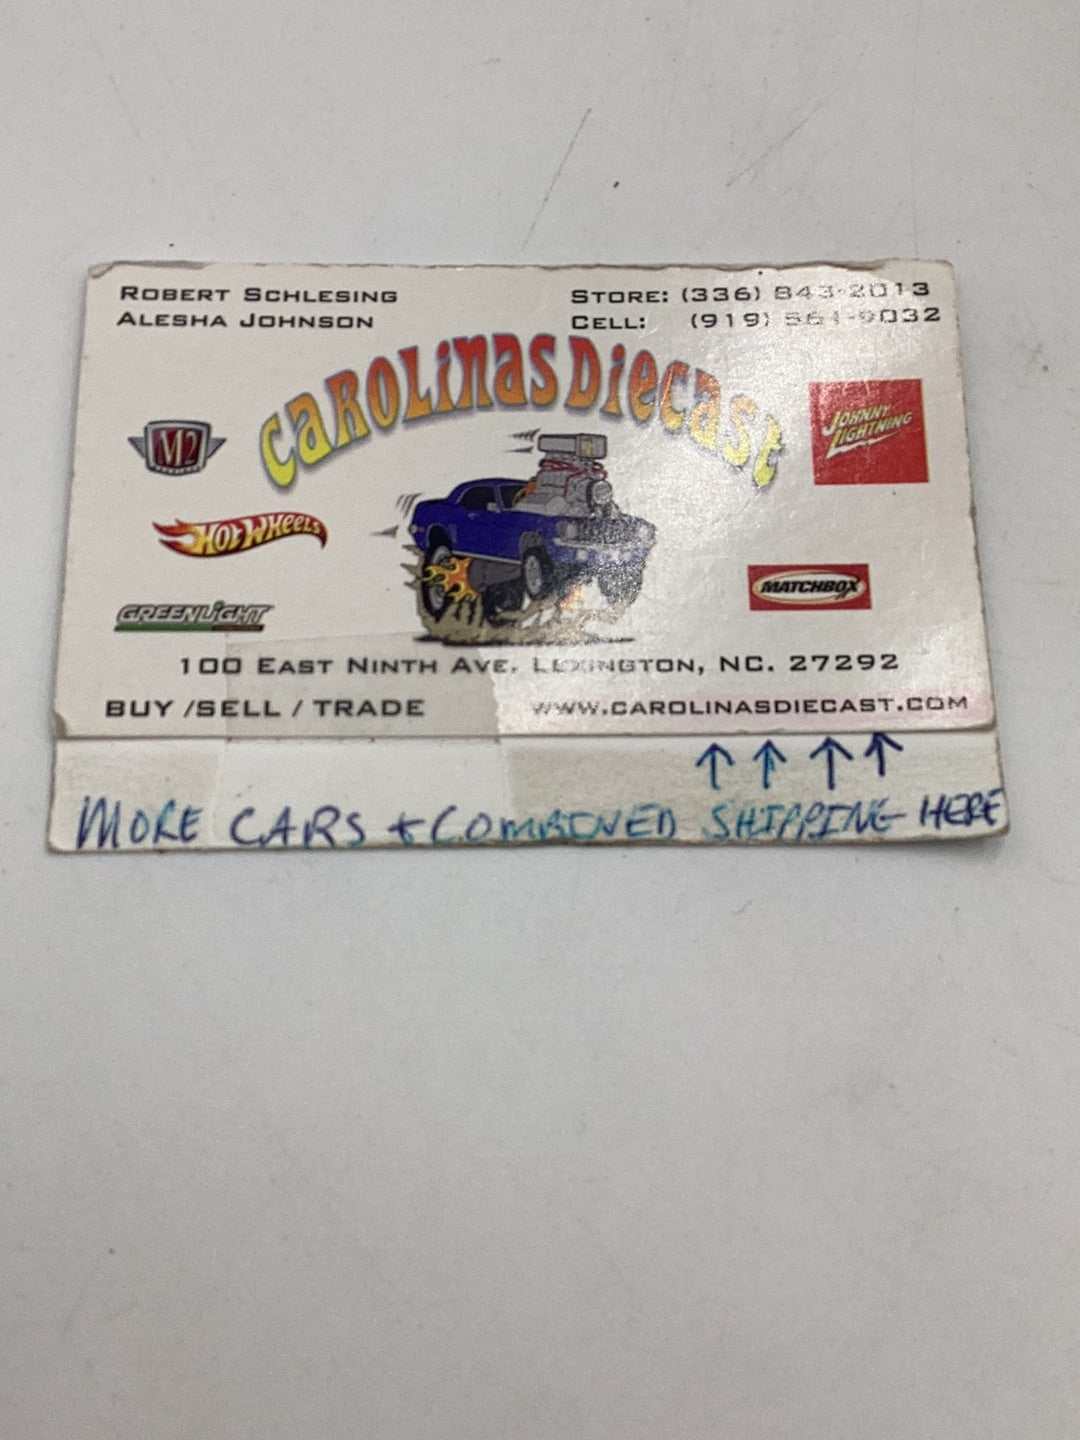 ROBERT SCHLESING
ALESHA JOHNSON
STORE: (336) 843-2013
CELL: (919) 561-9032
CAROLINAS DIECAST
M2
JOHNNY LIGHTNING
HOT WHEELS
MATCHBOX
GREENLIGHT
100 EAST NINTH AVE. LEXINGTON, NC. 27292
BUY /SELL / TRADE
WWW.CAROLINASDIECAST.COM
↑ ↑ ↑ ↑
MORE CARS + COMBINED SHIPPING HERE